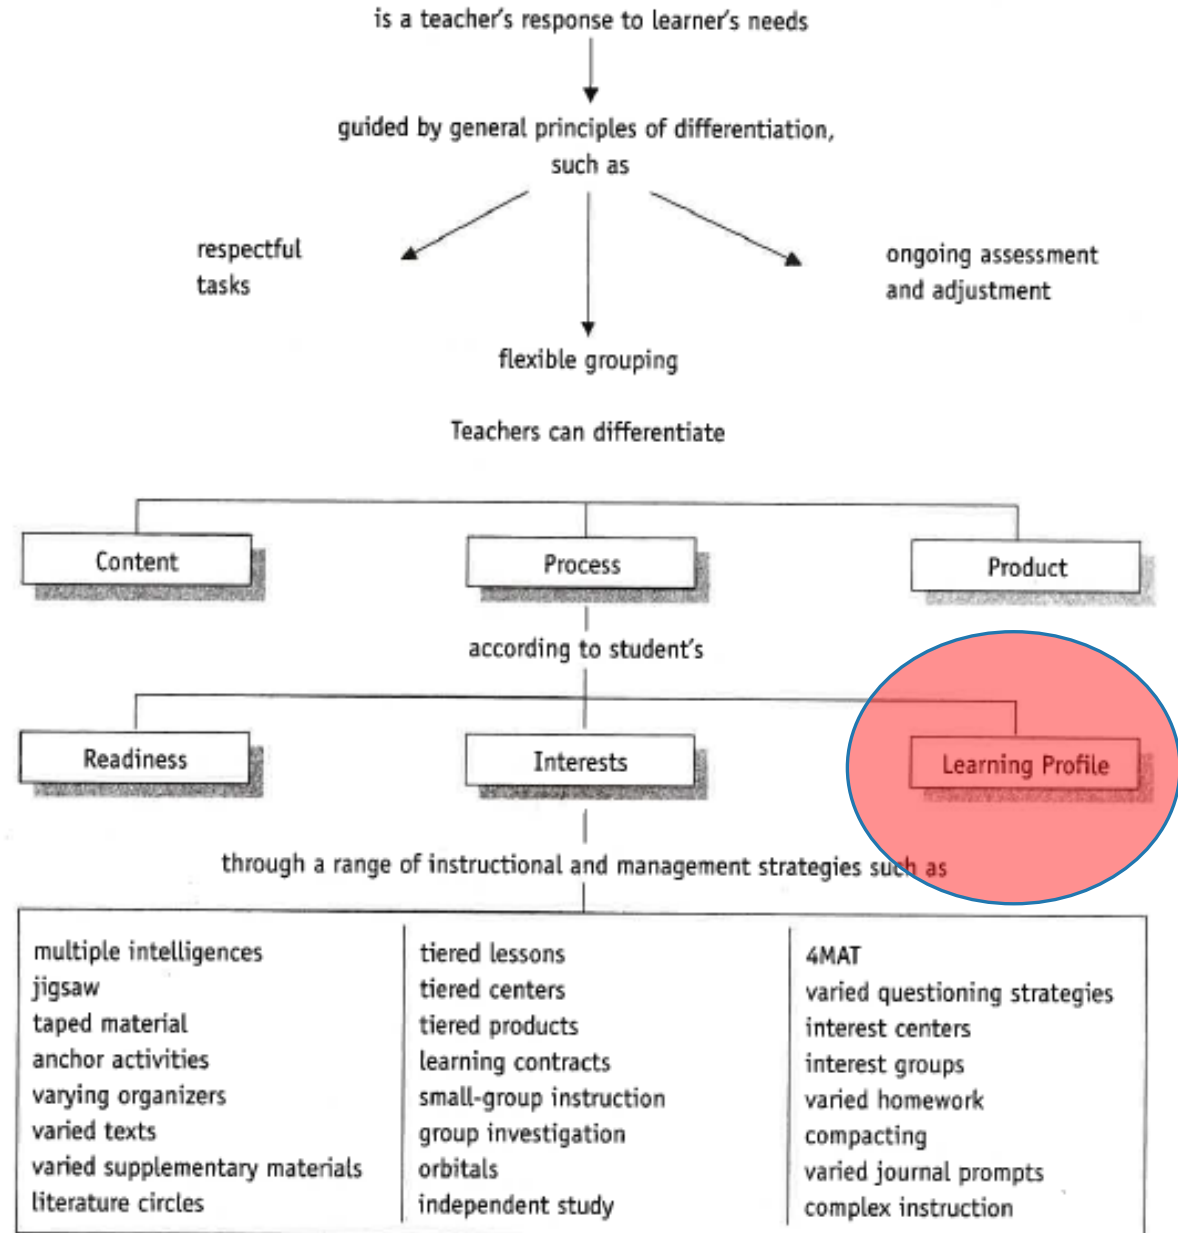 is a teacher's response to learner's needs
guided by general principles of differentiation,
such as
respectful
tasks
ongoing assessment
and adjustment
flexible grouping
Teachers can differentiate
Content
Process
Product
according to student's
Readiness
Interests
Learning Profile
through a range of instructional and management strategies such as
multiple intelligences
jigsaw
taped material
anchor activities
varying organizers
varied texts
varied supplementary materials
literature circles
tiered lessons
tiered centers
tiered products
learning contracts
small-group instruction
group investigation
orbitals
independent study
4MAT
varied questioning strategies
interest centers
interest groups
varied homework
compacting
varied journal prompts
complex instruction